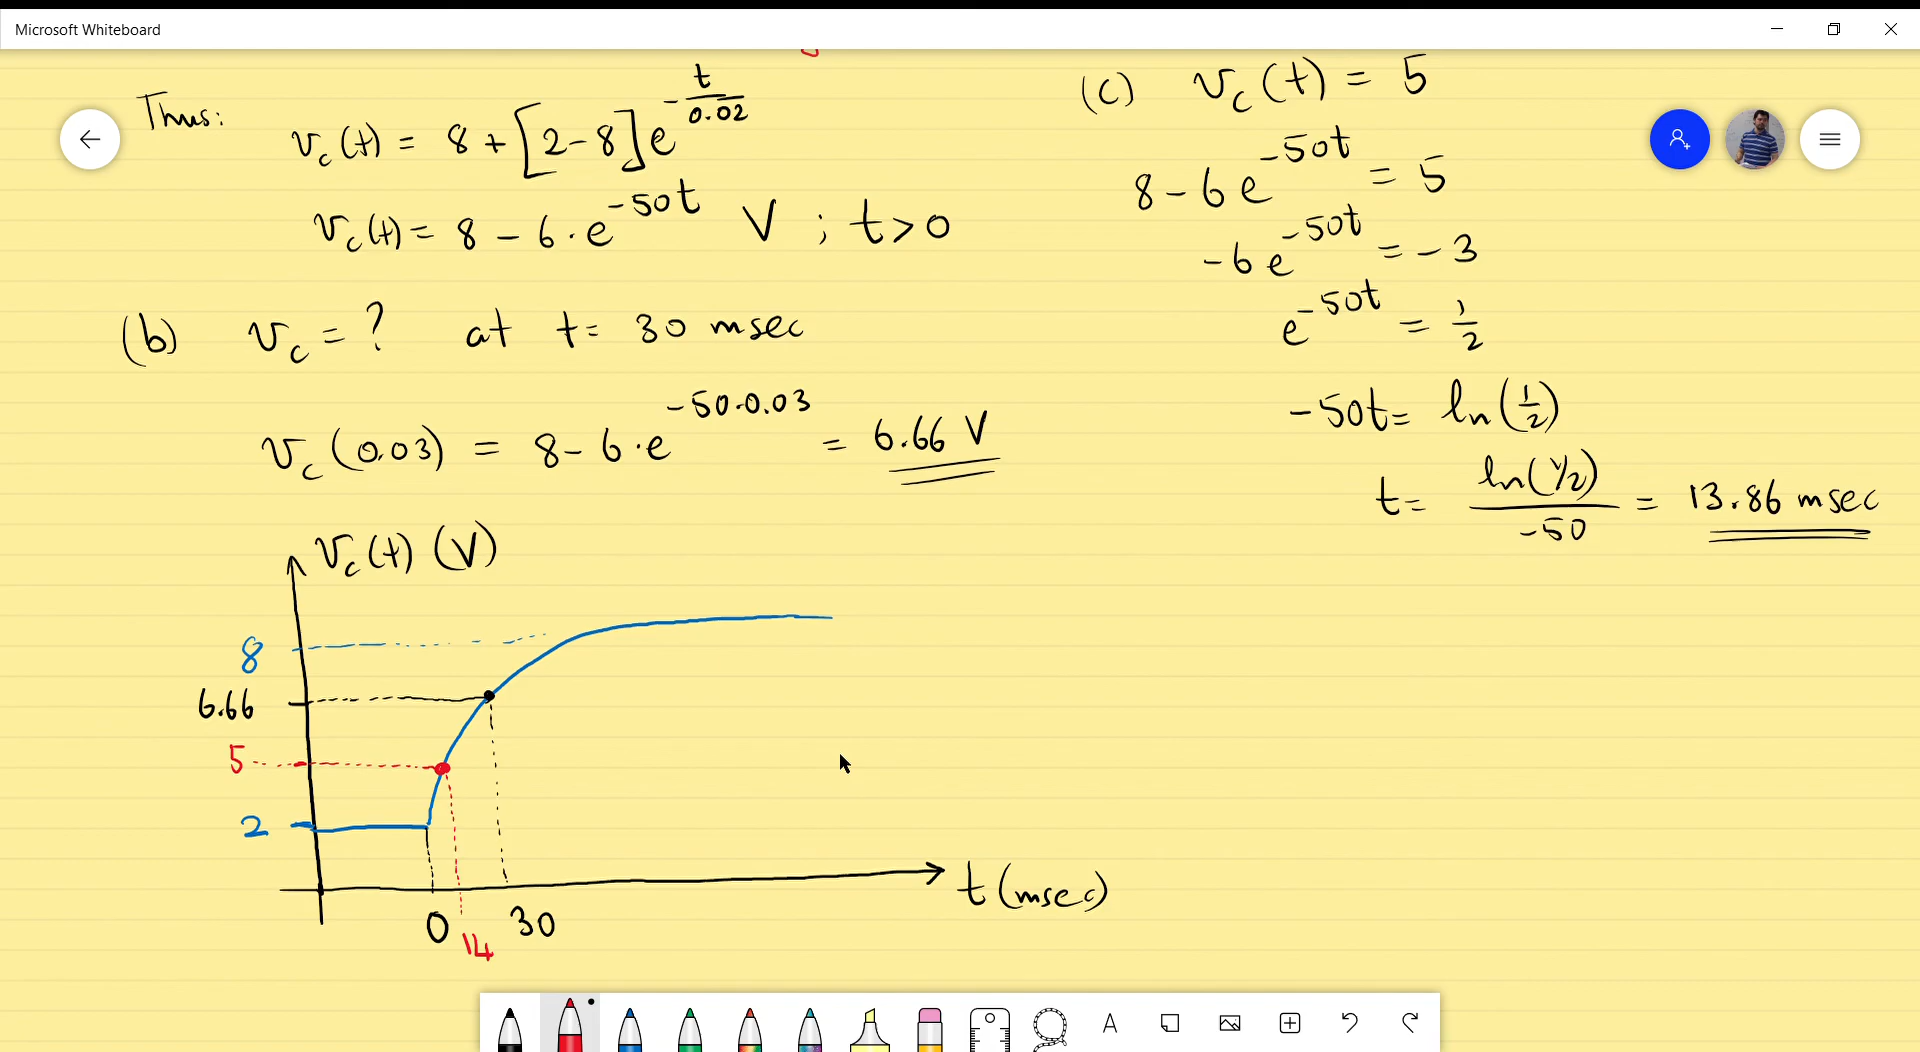 Microsoft Whiteboard
Thus:
v_c(t) = 8 + [2-8]e^{-t/0.02}
v_c(t) = 8 - 6 · e^{-50t} V ; t > 0
(b) v_c = ? at t = 30 msec
v_c(0.03) = 8 - 6 · e^{-50·0.03} = 6.66 V
v_c(t) (V)
8
6.66
5
2
0
14
30
t (msec)
(c) v_c(t) = 5
8 - 6e^{-50t} = 5
-6e^{-50t} = -3
e^{-50t} = 1/2
-50t = ln(1/2)
t = ln(1/2)/-50 = 13.86 msec